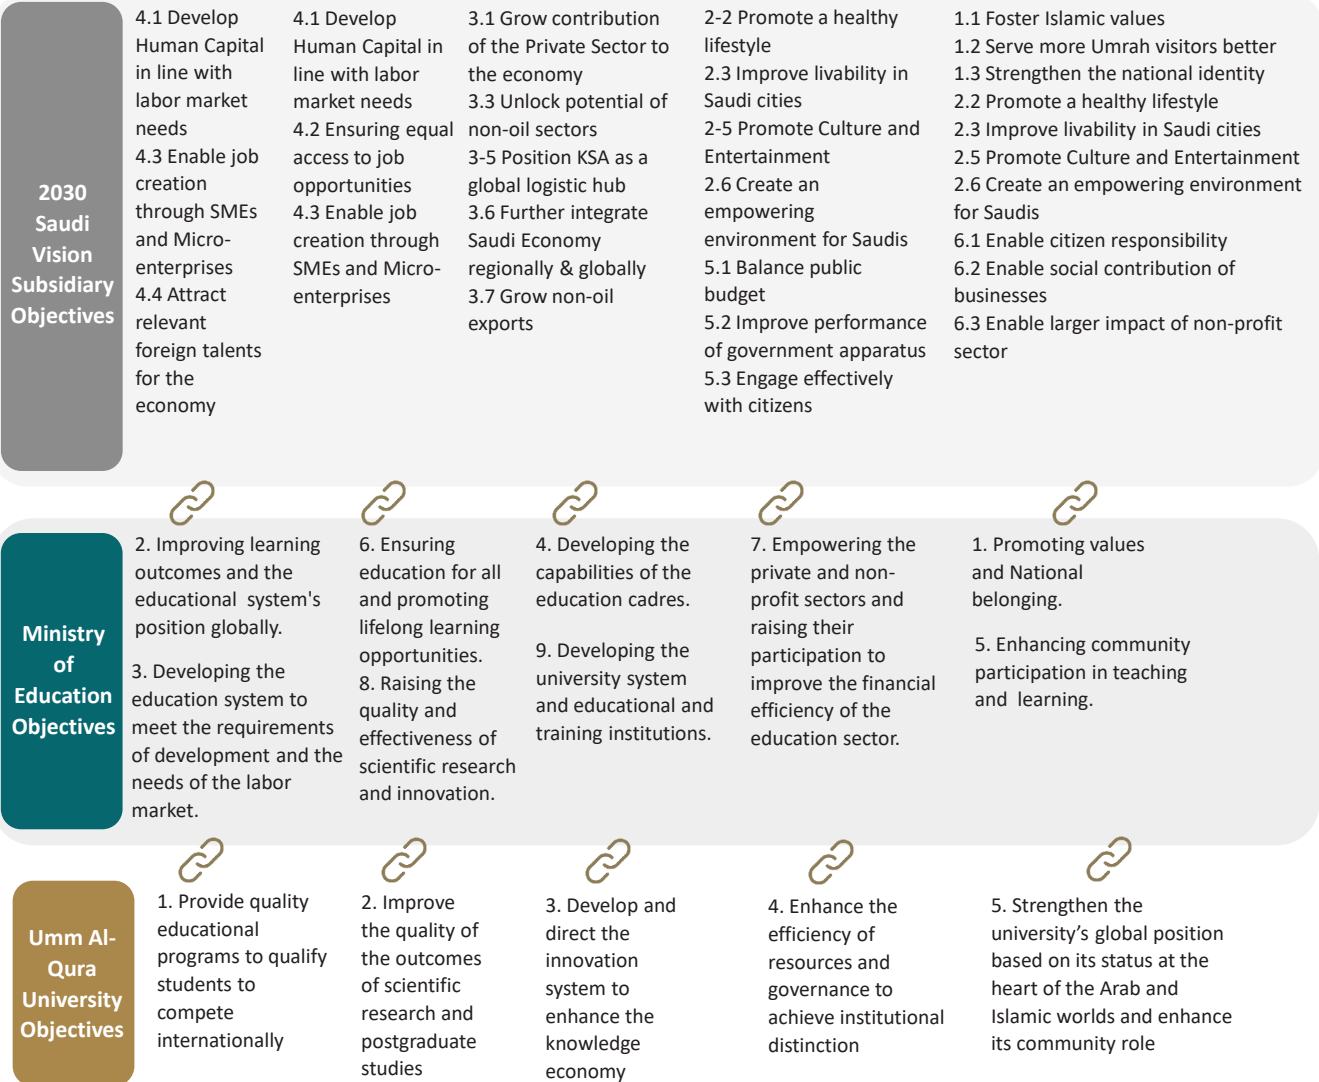 2030
Saudi
Vision
Subsidiary
Objectives
4.1 Develop
Human Capital
in line with
labor market
needs
4.3 Enable job
creation
through SMEs
and Micro-
enterprises
4.4 Attract
relevant
foreign talents
for the
economy
4.1 Develop
Human Capital in
line with labor
market needs
4.2 Ensuring equal
access to job
opportunities
4.3 Enable job
creation through
SMEs and Micro-
enterprises
3.1 Grow contribution
of the Private Sector to
the economy
3.3 Unlock potential of
non-oil sectors
3-5 Position KSA as a
global logistic hub
3.6 Further integrate
Saudi Economy
regionally & globally
3.7 Grow non-oil
exports
2-2 Promote a healthy
lifestyle
2.3 Improve livability in
Saudi cities
2-5 Promote Culture and
Entertainment
2.6 Create an
empowering
environment for Saudis
5.1 Balance public
budget
5.2 Improve performance
of government apparatus
5.3 Engage effectively
with citizens
1.1 Foster Islamic values
1.2 Serve more Umrah visitors better
1.3 Strengthen the national identity
2.2 Promote a healthy lifestyle
2.3 Improve livability in Saudi cities
2.5 Promote Culture and Entertainment
2.6 Create an empowering environment
for Saudis
6.1 Enable citizen responsibility
6.2 Enable social contribution of
businesses
6.3 Enable larger impact of non-profit
sector
Ministry
of
Education
Objectives
2. Improving learning
outcomes and the
educational system's
position globally.
3. Developing the
education system to
meet the requirements
of development and the
needs of the labor
market.
6. Ensuring
education for all
and promoting
lifelong learning
opportunities.
8. Raising the
quality and
effectiveness of
scientific research
and innovation.
4. Developing the
capabilities of the
education cadres.
9. Developing the
university system
and educational and
training institutions.
7. Empowering the
private and non-
profit sectors and
raising their
participation to
improve the financial
efficiency of the
education sector.
1. Promoting values
and National
belonging.
5. Enhancing community
participation in teaching
and learning.
Umm Al-
Qura
University
Objectives
1. Provide quality
educational
programs to qualify
students to
compete
internationally
2. Improve
the quality of
the outcomes
of scientific
research and
postgraduate
studies
3. Develop and
direct the
innovation
system to
enhance the
knowledge
economy
4. Enhance the
efficiency of
resources and
governance to
achieve institutional
distinction
5. Strengthen the
university’s global position
based on its status at the
heart of the Arab and
Islamic worlds and enhance
its community role